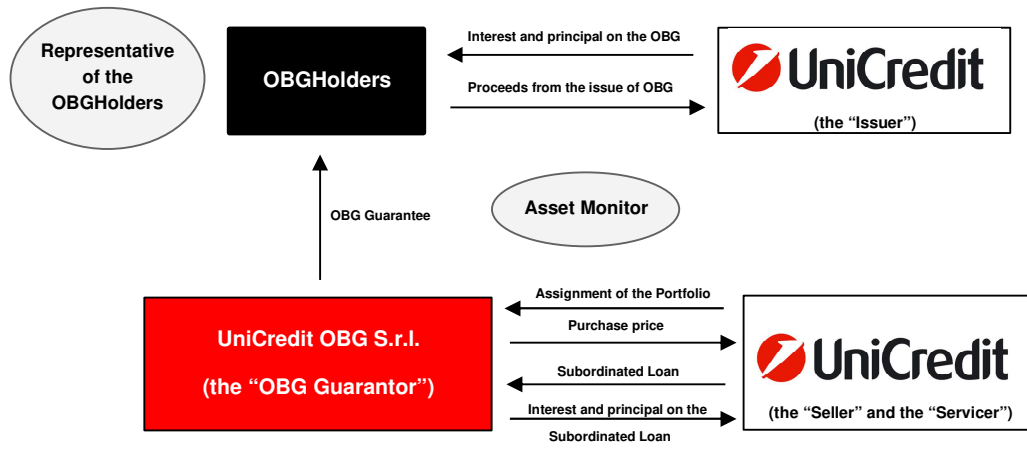 Representative
of the
OBGHolders
OBGHolders
Interest and principal on the OBG
Proceeds from the issue of OBG
UniCredit
(the “Issuer”)
OBG Guarantee
Asset Monitor
UniCredit OBG S.r.l.
(the “OBG Guarantor”)
Assignment of the Portfolio
Purchase price
Subordinated Loan
Interest and principal on the
Subordinated Loan
UniCredit
(the “Seller” and the “Servicer”)